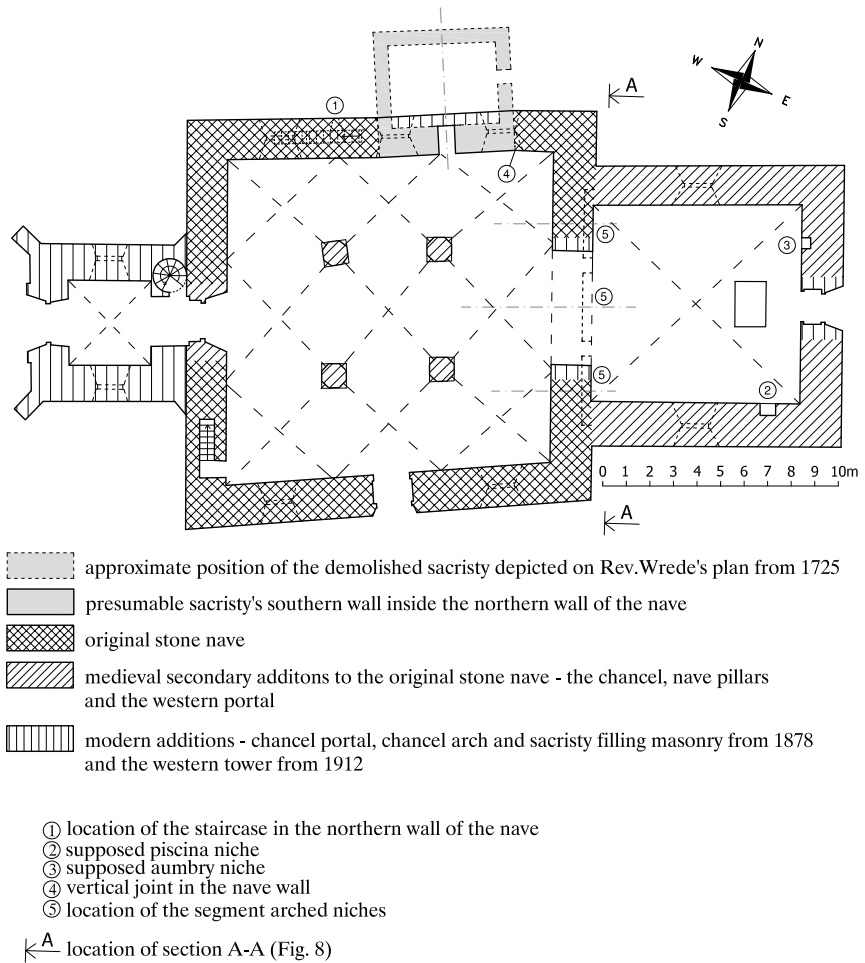 N
W
A
E
S
①
④
⑤
③
⑤
⑤
②
0 1 2 3 4 5 6 7 8 9 10m
A
approximate position of the demolished sacristy depicted on Rev.Wrede's plan from 1725
presumable sacristy's southern wall inside the northern wall of the nave
original stone nave
medieval secondary additons to the original stone nave - the chancel, nave pillars
and the western portal
modern additions - chancel portal, chancel arch and sacristy filling masonry from 1878
and the western tower from 1912
① location of the staircase in the northern wall of the nave
② supposed piscina niche
③ supposed aumbry niche
④ vertical joint in the nave wall
⑤ location of the segment arched niches
A location of section A-A (Fig. 8)